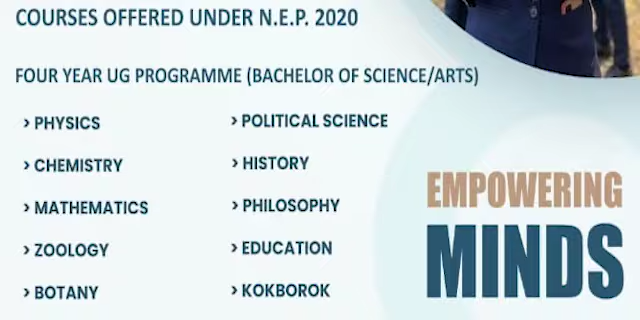 COURSES OFFERED UNDER N.E.P. 2020
FOUR YEAR UG PROGRAMME (BACHELOR OF SCIENCE/ARTS)
› PHYSICS
› CHEMISTRY
› MATHEMATICS
› ZOOLOGY
› BOTANY
› POLITICAL SCIENCE
› HISTORY
› PHILOSOPHY
› EDUCATION
› KOKBOROK
EMPOWERING
MINDS